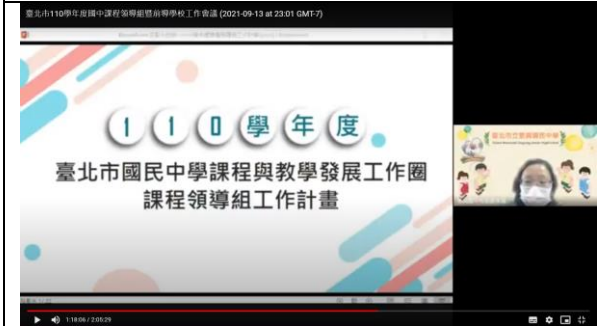 臺北市110學年度國中課程領導組暨前導學校工作會議 (2021-09-13 at 23:01 GMT-7)
110學年度
臺北市國民中學課程與教學發展工作圈
課程領導組工作計畫
1:18:06 / 2:05:29